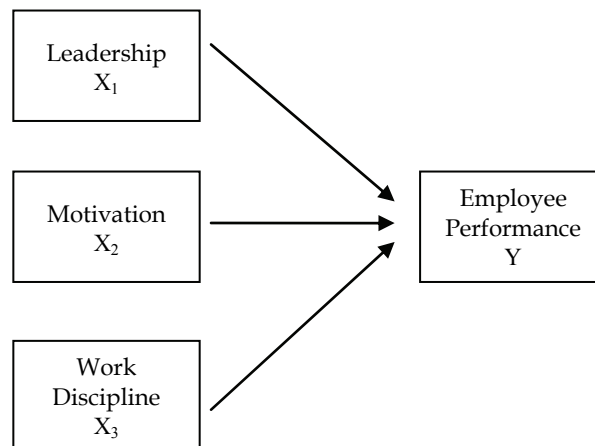 Leadership
X₁
Motivation
X₂
Employee
Performance
Y
Work
Discipline
X₃